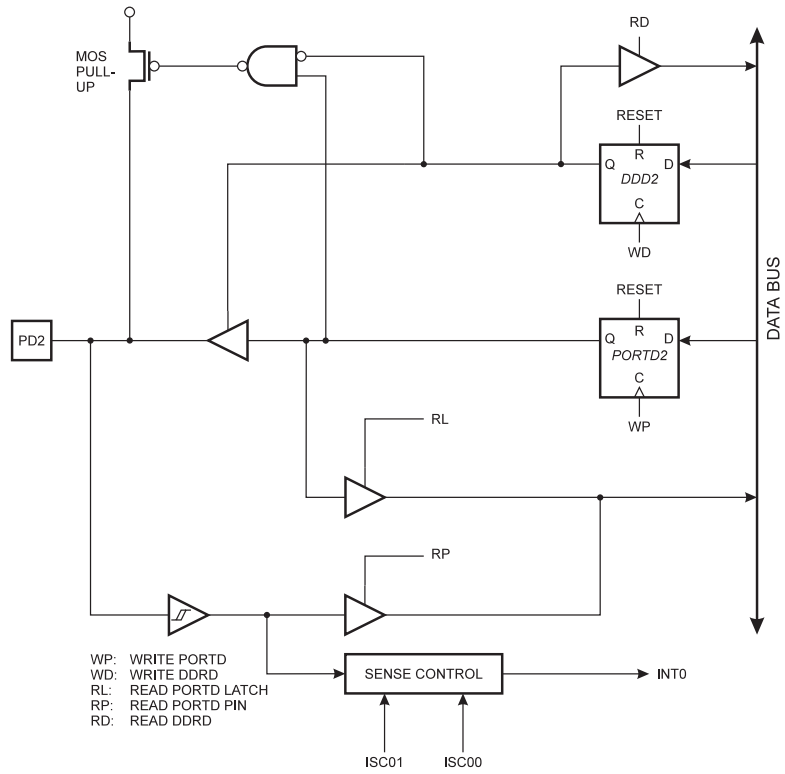 RD
MOS
PULL-
UP
RESET
R
Q
D
DDD2
C
WD
DATA BUS
RESET
R
PD2
Q
D
PORTD2
C
WP
RL
RP
WP: WRITE PORTD
WD: WRITE DDRD
RL: READ PORTD LATCH
RP: READ PORTD PIN
RD: READ DDRD
SENSE CONTROL
INT0
ISC01
ISC00